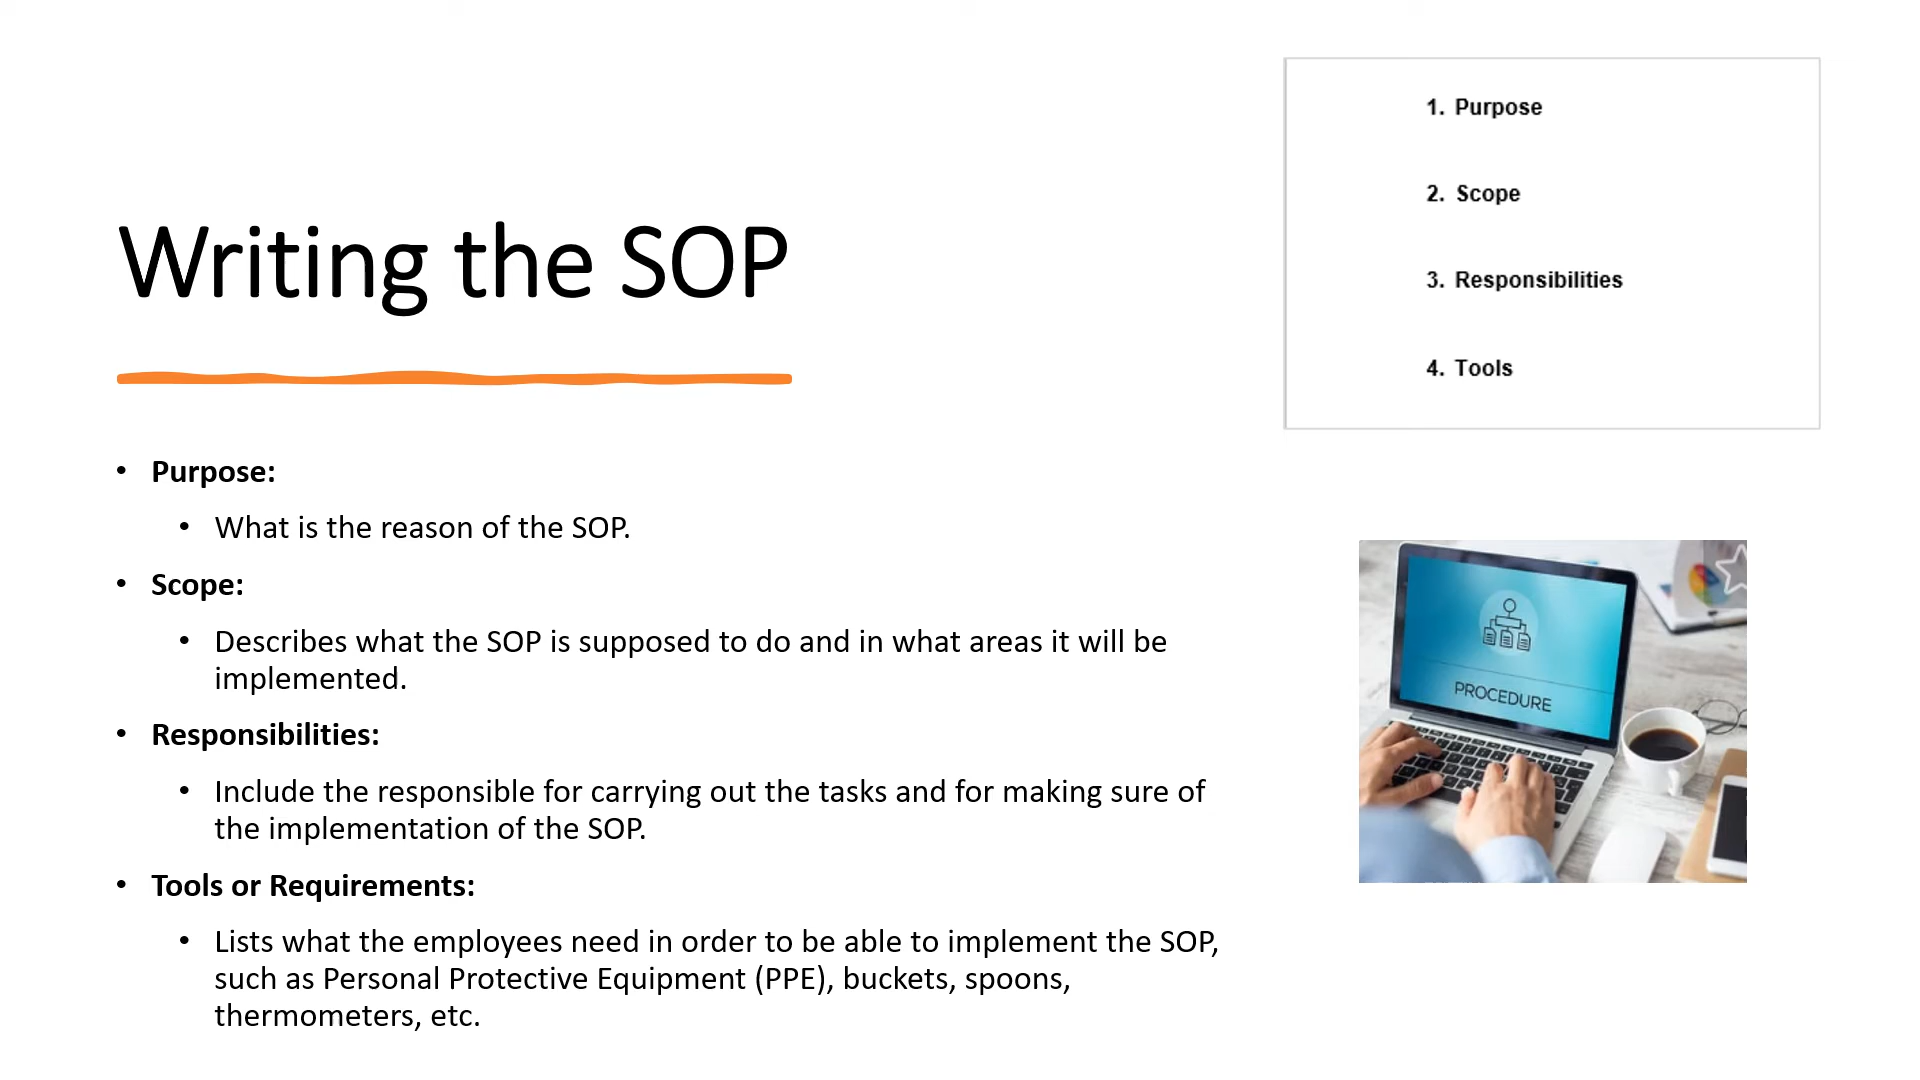 Writing the SOP
• Purpose:
• What is the reason of the SOP.
• Scope:
• Describes what the SOP is supposed to do and in what areas it will be
implemented.
• Responsibilities:
• Include the responsible for carrying out the tasks and for making sure of
the implementation of the SOP.
• Tools or Requirements:
• Lists what the employees need in order to be able to implement the SOP,
such as Personal Protective Equipment (PPE), buckets, spoons,
thermometers, etc.
1. Purpose
2. Scope
3. Responsibilities
4. Tools
PROCEDURE